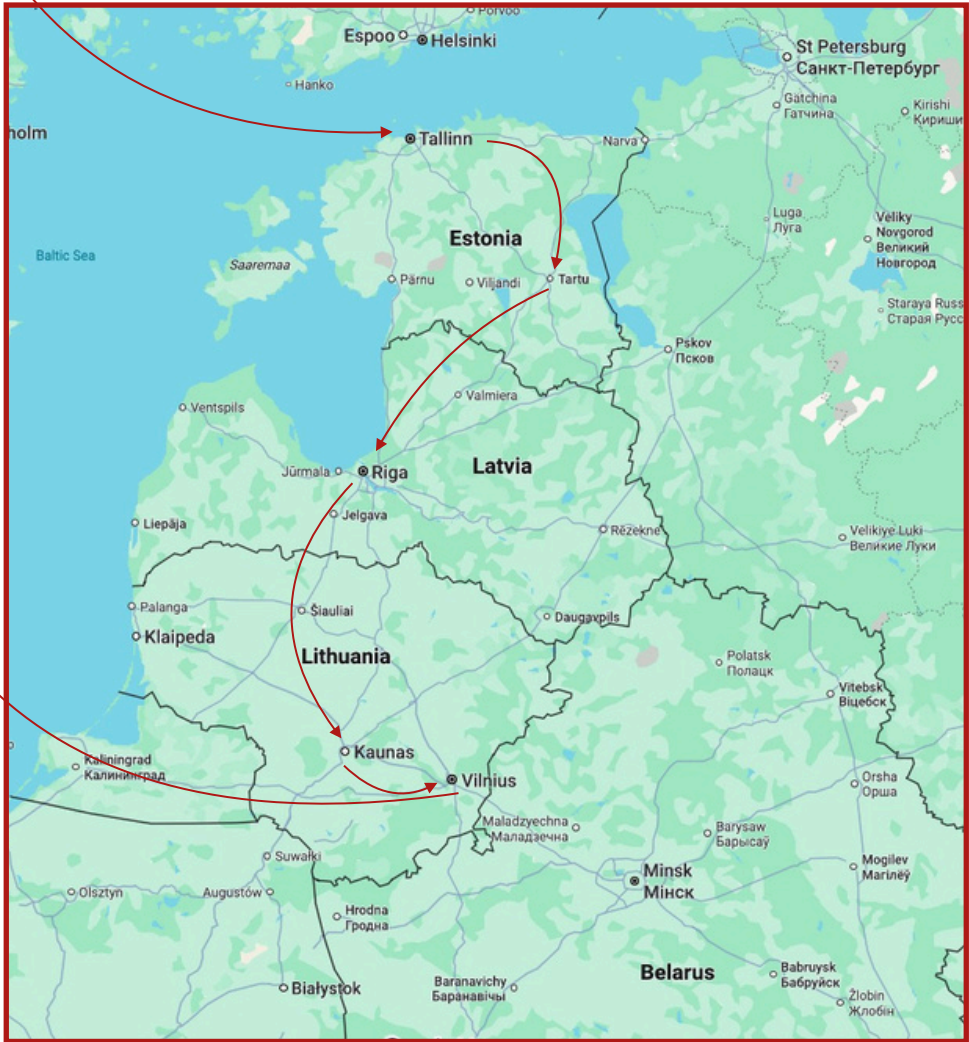 Porvoo
Espoo
Helsinki
St Petersburg
Санкт-Петербург
Hanko
Gatchina
Гатчина
Kirishi
Кириши
holm
Tallinn
Narva
Luga
Луга
Veliky
Novgorod
Великий
Новгород
Estonia
Baltic Sea
Saaremaa
Pärnu
Viljandi
Tartu
Staraya Russ
Старая Русс
Pskov
Псков
Valmiera
Ventspils
Latvia
Jūrmala
Riga
Jelgava
Liepāja
Rēzekne
Velikiye Luki
Великие Луки
Palanga
Šiauliai
Daugavpils
Klaipeda
Lithuania
Polatsk
Полацк
Vitebsk
Віцебск
Kaunas
Kaliningrad
Калининград
Vilnius
Orsha
Орша
Maladzyechna
Маладзечна
Barysaw
Барысаў
Suwałki
Minsk
Мінск
Mogilev
Магілёў
Olsztyn
Augustów
Hrodna
Гродна
Belarus
Babruysk
Бабруйск
Baranavichy
Баранавічы
Białystok
Žlobin
Жлобін